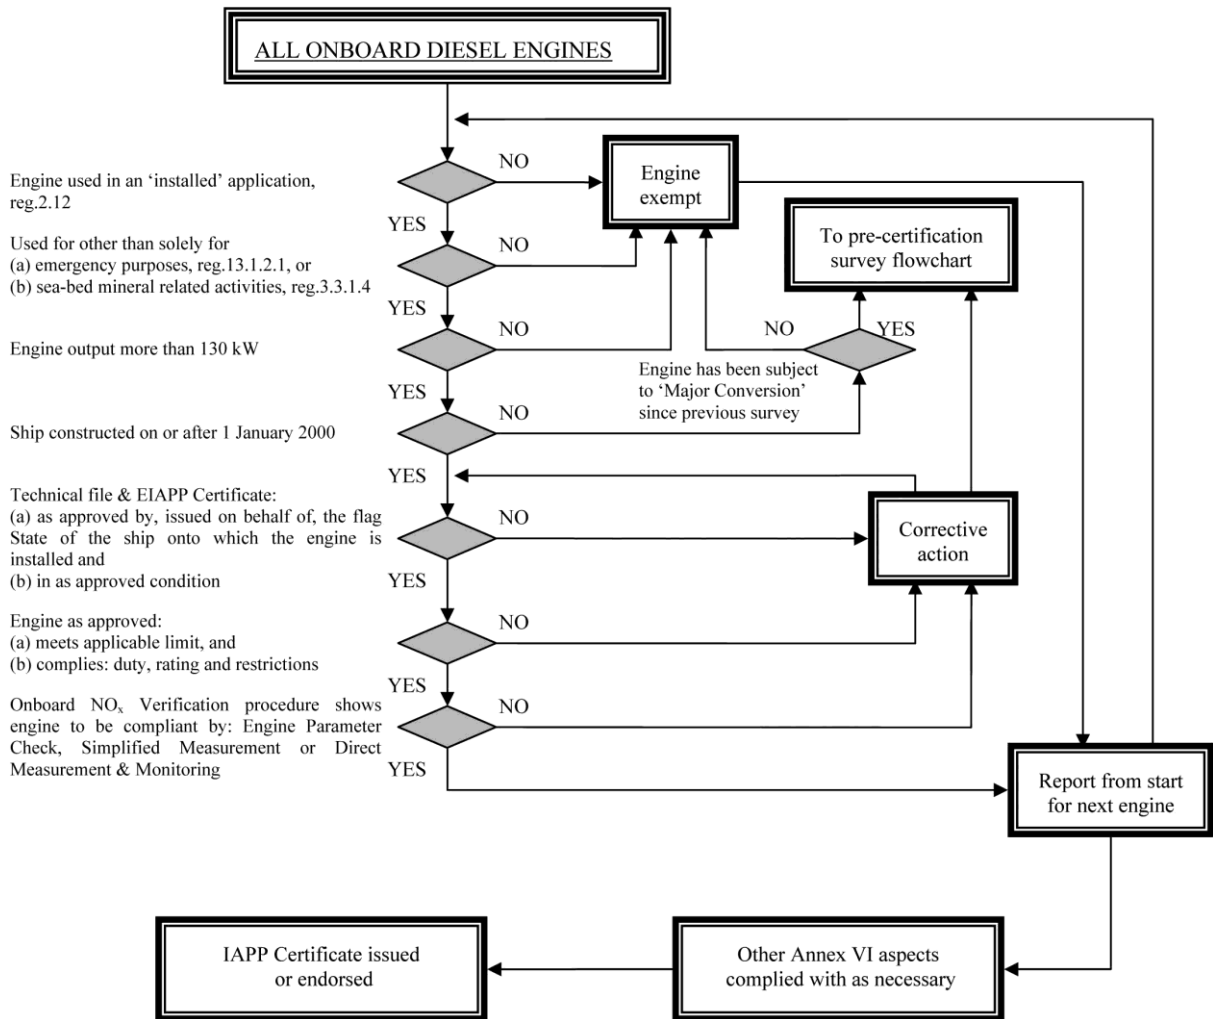 ALL ONBOARD DIESEL ENGINES
NO
Engine used in an ‘installed’ application,
reg.2.12
Engine
exempt
YES
To pre-certification
survey flowchart
Used for other than solely for
(a) emergency purposes, reg.13.1.2.1, or
(b) sea-bed mineral related activities, reg.3.3.1.4
NO
YES
Engine output more than 130 kW
NO
NO
YES
Engine has been subject
to ‘Major Conversion’
since previous survey
YES
Ship constructed on or after 1 January 2000
NO
YES
Technical file & EIAPP Certificate:
(a) as approved by, issued on behalf of, the flag
State of the ship onto which the engine is
installed and
(b) in as approved condition
NO
Corrective
action
YES
Engine as approved:
(a) meets applicable limit, and
(b) complies: duty, rating and restrictions
NO
YES
Onboard NOₓ Verification procedure shows
engine to be compliant by: Engine Parameter
Check, Simplified Measurement or Direct
Measurement & Monitoring
NO
YES
Report from start
for next engine
IAPP Certificate issued
or endorsed
Other Annex VI aspects
complied with as necessary